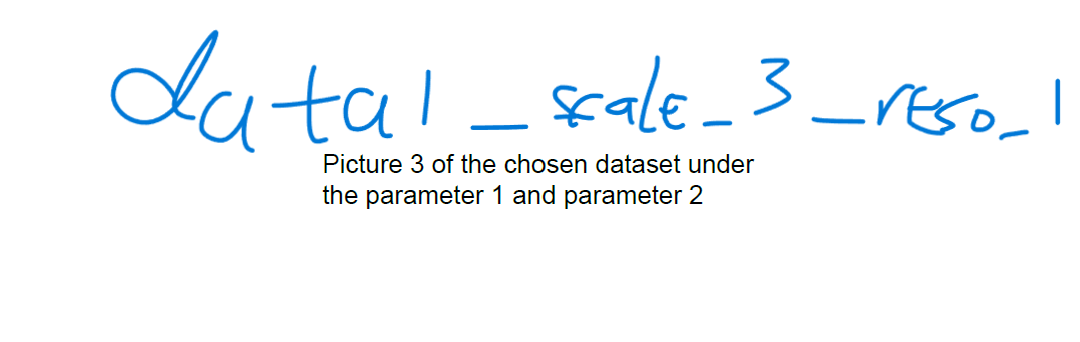 data1_scale_3_reso_1
Picture 3 of the chosen dataset under
the parameter 1 and parameter 2